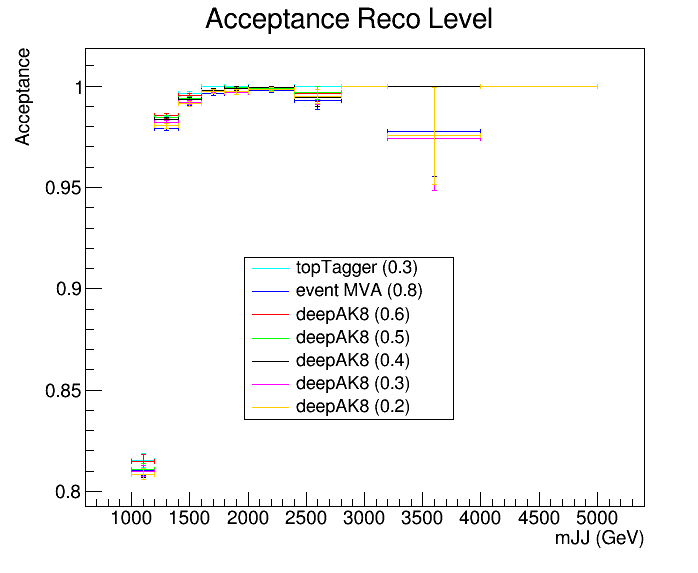 Acceptance Reco Level
Acceptance
1
0.95
0.9
0.85
0.8
topTagger (0.3)
event MVA (0.8)
deepAK8 (0.6)
deepAK8 (0.5)
deepAK8 (0.4)
deepAK8 (0.3)
deepAK8 (0.2)
1000 1500 2000 2500 3000 3500 4000 4500 5000
mJJ (GeV)